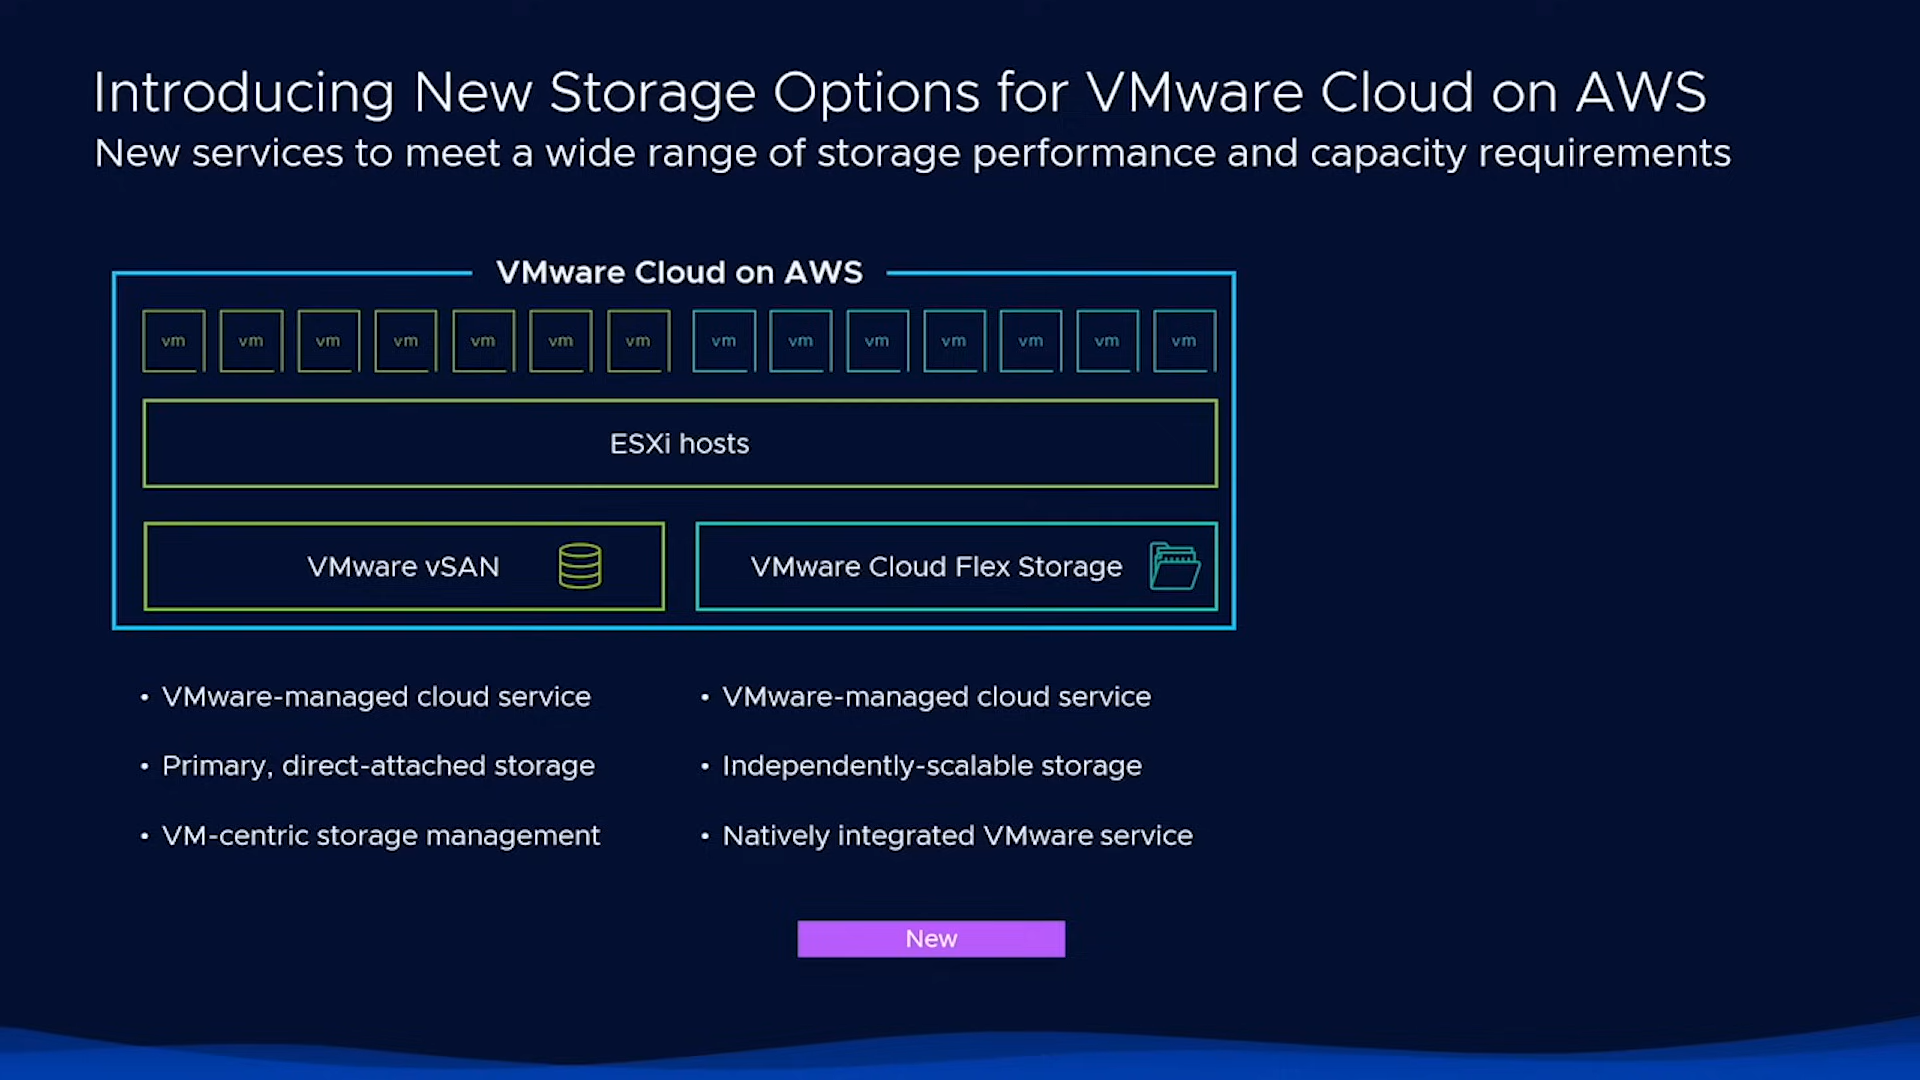 Introducing New Storage Options for VMware Cloud on AWS
New services to meet a wide range of storage performance and capacity requirements
VMware Cloud on AWS
vm vm vm vm vm vm vm vm vm vm vm vm vm vm
ESXi hosts
VMware vSAN
VMware Cloud Flex Storage
• VMware-managed cloud service
• Primary, direct-attached storage
• VM-centric storage management
• VMware-managed cloud service
• Independently-scalable storage
• Natively integrated VMware service
New